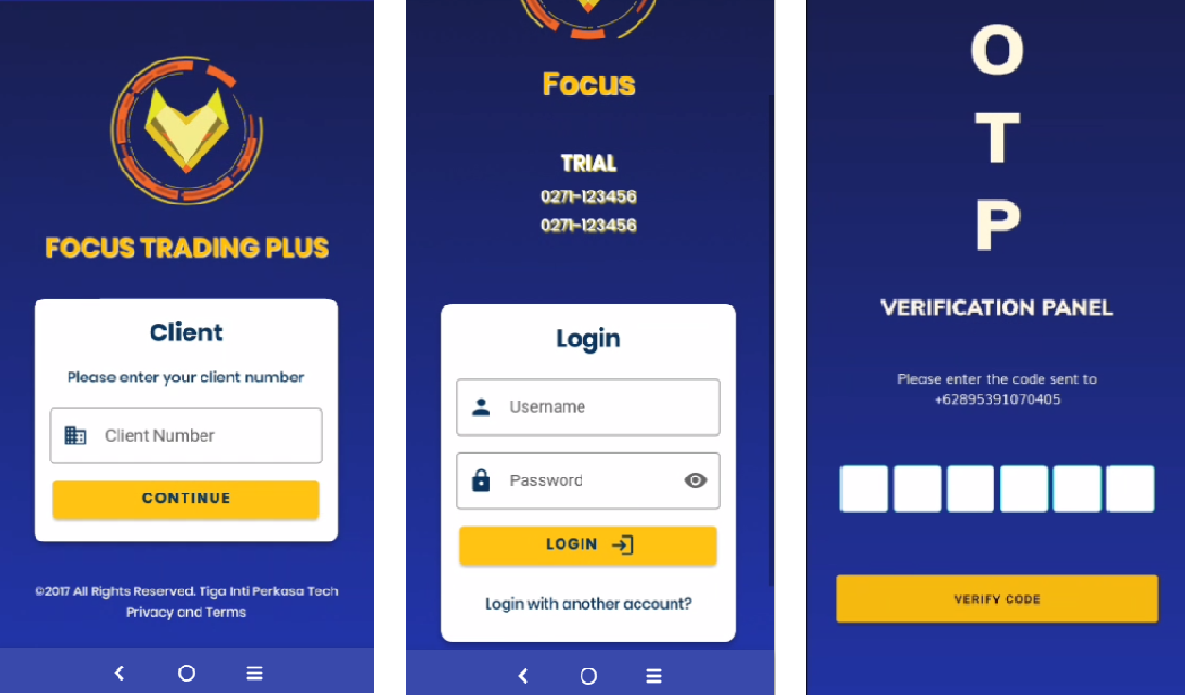 FOCUS TRADING PLUS
Client
Please enter your client number
Client Number
CONTINUE
©2017 All Rights Reserved. Tiga Inti Perkasa Tech
Privacy and Terms
Focus
TRIAL
0271-123456
0271-123456
Login
Username
Password
LOGIN
Login with another account?
O
T
P
VERIFICATION PANEL
Please enter the code sent to
+62895391070405
VERIFY CODE